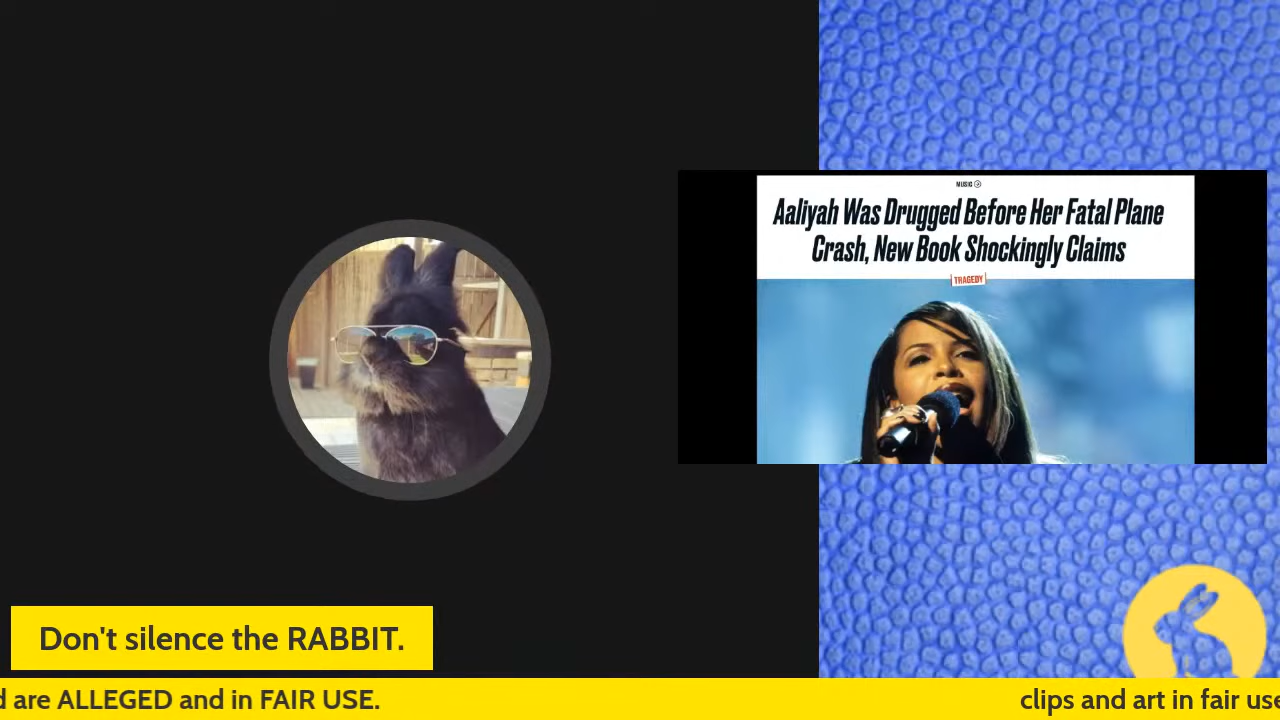 MUSIC
Aaliyah Was Drugged Before Her Fatal Plane
Crash, New Book Shockingly Claims
TRAGEDY
Don't silence the RABBIT.
d are ALLEGED and in FAIR USE.
clips and art in fair use